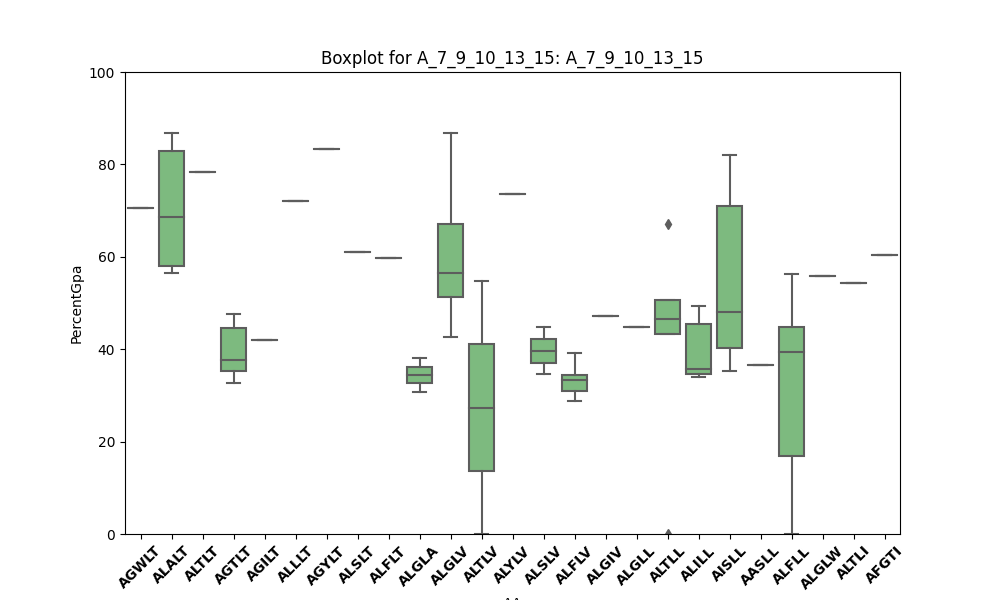 Boxplot for A_7_9_10_13_15: A_7_9_10_13_15
100
80
60
40
20
0
PercentGpa
AGWLT ALALT ALTLT AGTLT AGILT ALLLT AGYLT ALSLT ALFLT ALGLA ALGLV ALTLV ALYLV ALSLV ALFLV ALGIV ALGLL ALTLL ALILL AISLL AASLL ALFLL ALGLW ALTLI AFGTI